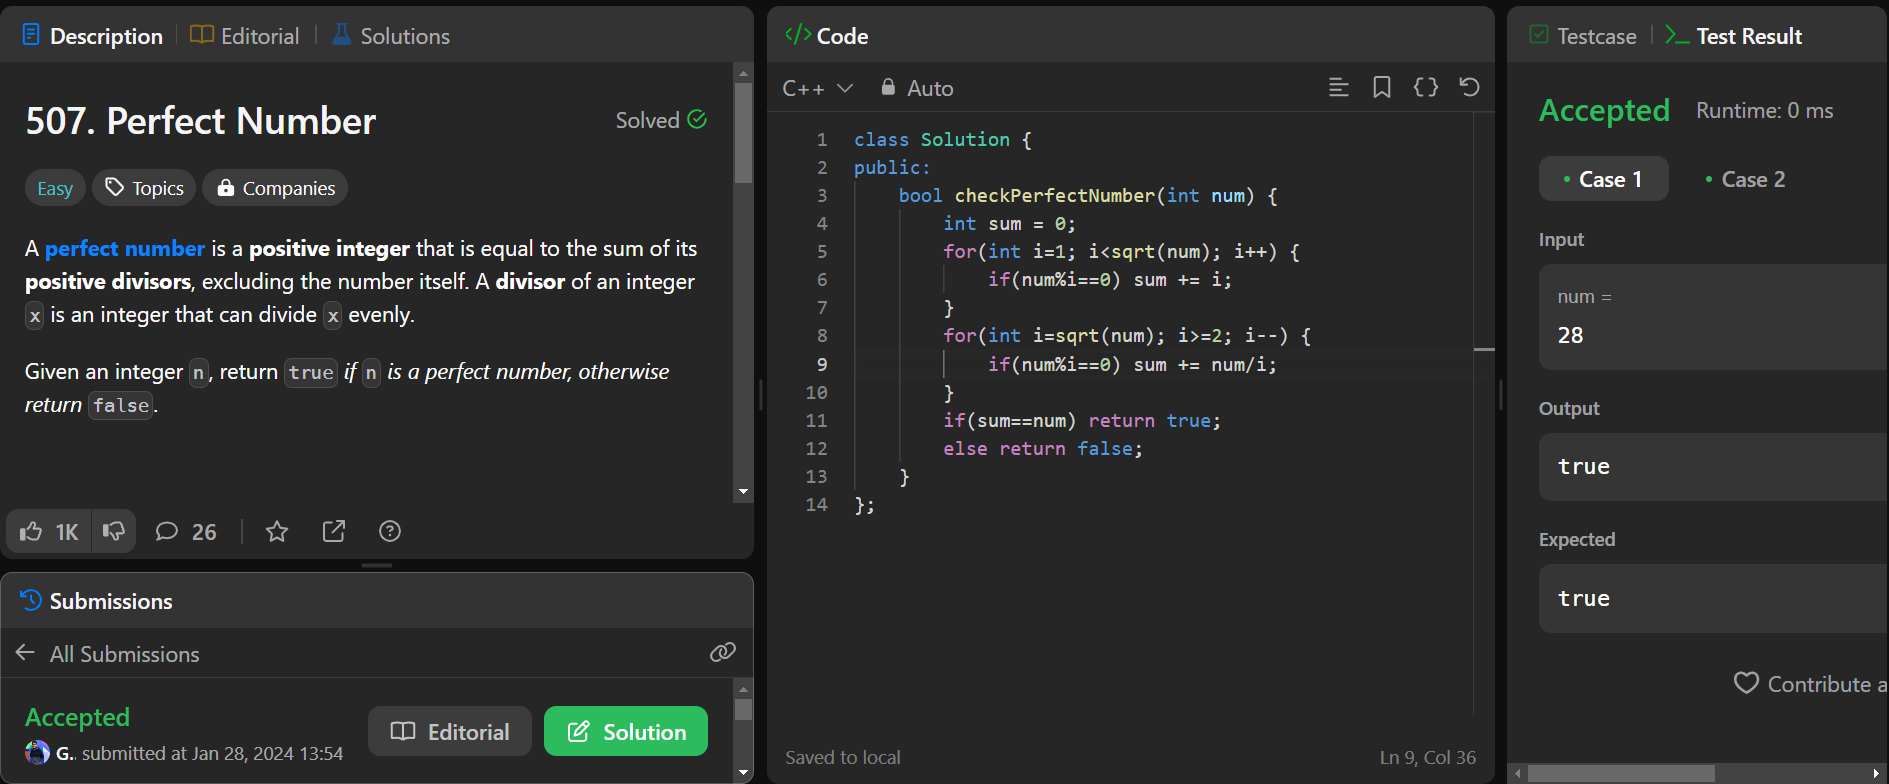 Description
Editorial
Solutions
507. Perfect Number
Solved
Easy
Topics
Companies
A perfect number is a positive integer that is equal to the sum of its
positive divisors, excluding the number itself. A divisor of an integer
x is an integer that can divide x evenly.
Given an integer n, return true if n is a perfect number, otherwise
return false.
1K
26
Submissions
All Submissions
Accepted
G.. submitted at Jan 28, 2024 13:54
Editorial
Solution
</> Code
C++
Auto
1 class Solution {
2 public:
3 bool checkPerfectNumber(int num) {
4 int sum = 0;
5 for(int i=1; i<sqrt(num); i++) {
6 if(num%i==0) sum += i;
7 }
8 for(int i=sqrt(num); i>=2; i--) {
9 if(num%i==0) sum += num/i;
10 }
11 if(sum==num) return true;
12 else return false;
13 }
14 };
Saved to local
Ln 9, Col 36
Testcase
Test Result
Accepted
Runtime: 0 ms
Case 1
Case 2
Input
num =
28
Output
true
Expected
true
Contribute a